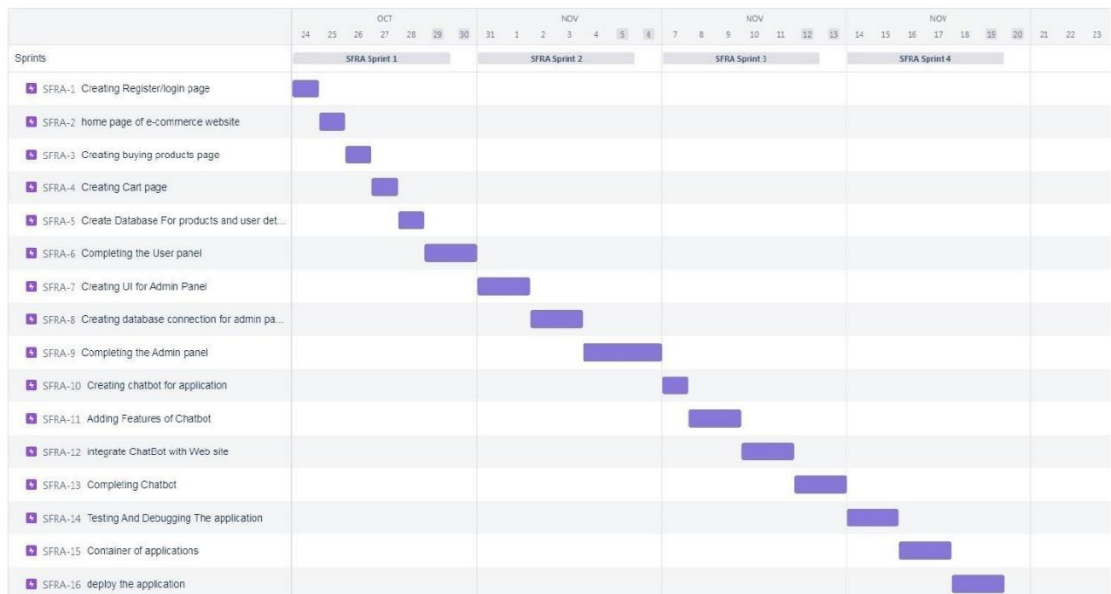 OCT NOV NOV NOV
24 25 26 27 28 29 30 31 1 2 3 4 5 6 7 8 9 10 11 12 13 14 15 16 17 18 19 20 21 22 23
Sprints SFRA Sprint 1 SFRA Sprint 2 SFRA Sprint 3 SFRA Sprint 4
SFRA-1 Creating Register/login page
SFRA-2 home page of e-commerce website
SFRA-3 Creating buying products page
SFRA-4 Creating Cart page
SFRA-5 Create Database For products and user det...
SFRA-6 Completing the User panel
SFRA-7 Creating UI for Admin Panel
SFRA-8 Creating database connection for admin pa...
SFRA-9 Completing the Admin panel
SFRA-10 Creating chatbot for application
SFRA-11 Adding Features of Chatbot
SFRA-12 integrate ChatBot with Web site
SFRA-13 Completing Chatbot
SFRA-14 Testing And Debugging The application
SFRA-15 Container of applications
SFRA-16 deploy the application